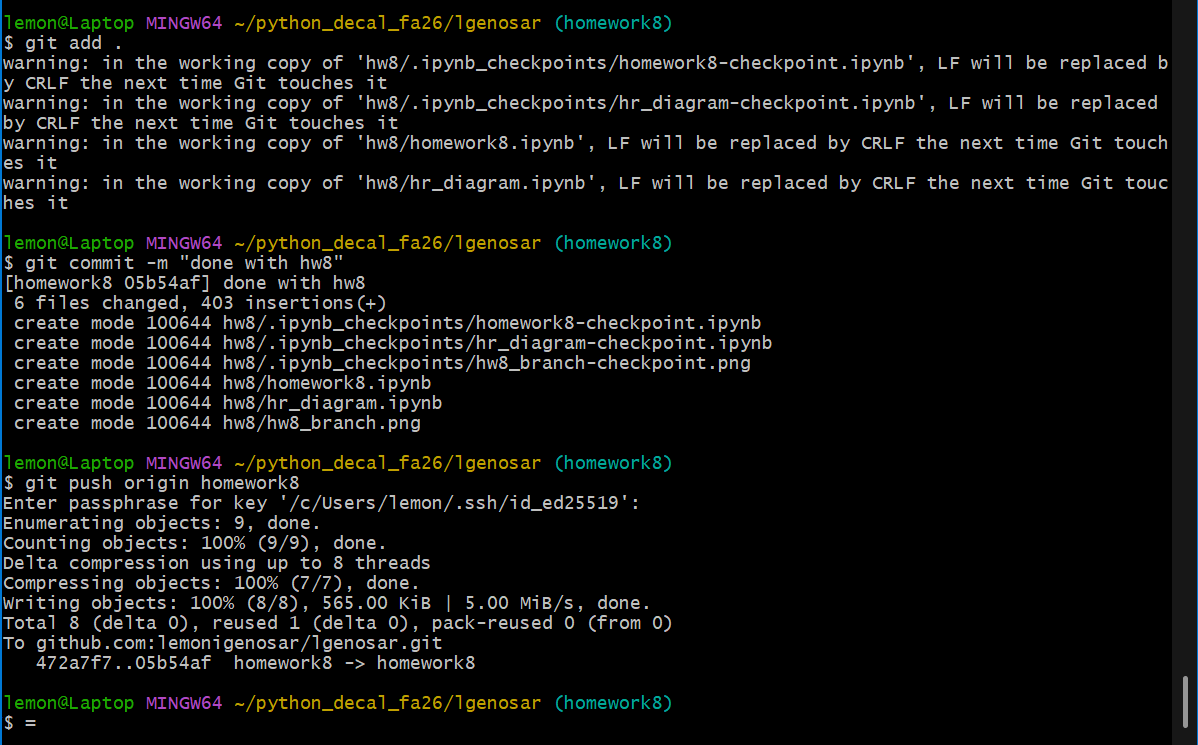 lemon@Laptop MINGW64 ~/python_decal_fa26/lgenosar (homework8)
$ git add .
warning: in the working copy of 'hw8/.ipynb_checkpoints/homework8-checkpoint.ipynb', LF will be replaced b
y CRLF the next time Git touches it
warning: in the working copy of 'hw8/.ipynb_checkpoints/hr_diagram-checkpoint.ipynb', LF will be replaced
by CRLF the next time Git touches it
warning: in the working copy of 'hw8/homework8.ipynb', LF will be replaced by CRLF the next time Git touch
es it
warning: in the working copy of 'hw8/hr_diagram.ipynb', LF will be replaced by CRLF the next time Git touc
hes it
lemon@Laptop MINGW64 ~/python_decal_fa26/lgenosar (homework8)
$ git commit -m "done with hw8"
[homework8 05b54af] done with hw8
6 files changed, 403 insertions(+)
create mode 100644 hw8/.ipynb_checkpoints/homework8-checkpoint.ipynb
create mode 100644 hw8/.ipynb_checkpoints/hr_diagram-checkpoint.ipynb
create mode 100644 hw8/.ipynb_checkpoints/hw8_branch-checkpoint.png
create mode 100644 hw8/homework8.ipynb
create mode 100644 hw8/hr_diagram.ipynb
create mode 100644 hw8/hw8_branch.png
lemon@Laptop MINGW64 ~/python_decal_fa26/lgenosar (homework8)
$ git push origin homework8
Enter passphrase for key '/c/Users/lemon/.ssh/id_ed25519':
Enumerating objects: 9, done.
Counting objects: 100% (9/9), done.
Delta compression using up to 8 threads
Compressing objects: 100% (7/7), done.
Writing objects: 100% (8/8), 565.00 KiB | 5.00 MiB/s, done.
Total 8 (delta 0), reused 1 (delta 0), pack-reused 0 (from 0)
To github.com:lemonigenosar/lgenosar.git
472a7f7..05b54af  homework8 -> homework8
lemon@Laptop MINGW64 ~/python_decal_fa26/lgenosar (homework8)
$ =